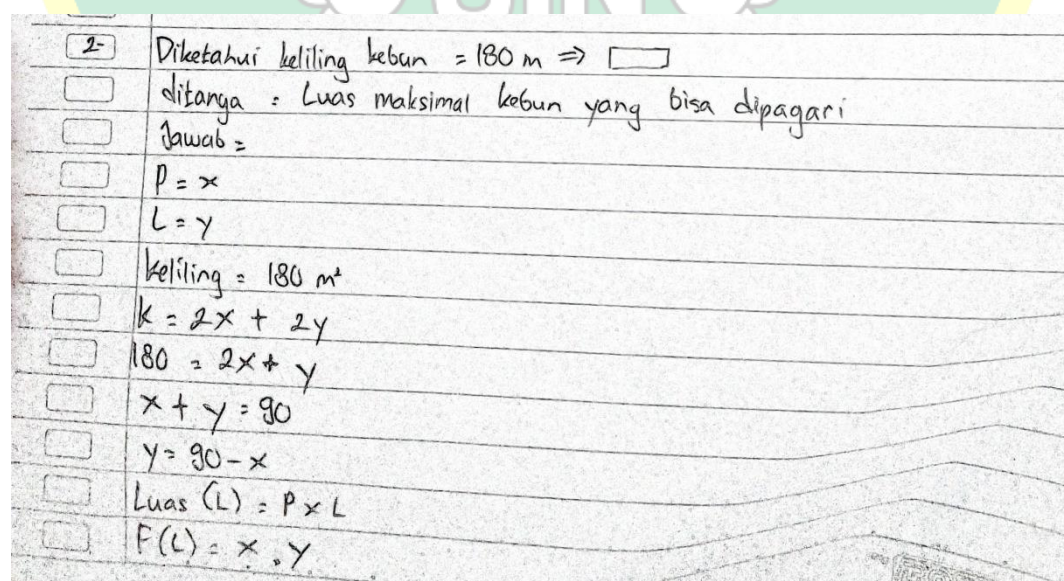 2-
Diketahui keliling kebun = 180 m ⇒
ditanya : Luas maksimal kebun yang bisa dipagari
Jawab =
P = x
L = y
keliling = 180 m²
K = 2x + 2y
180 = 2x + y
x + y = 90
y = 90 - x
Luas (L) = P x L
F(L) = x . y